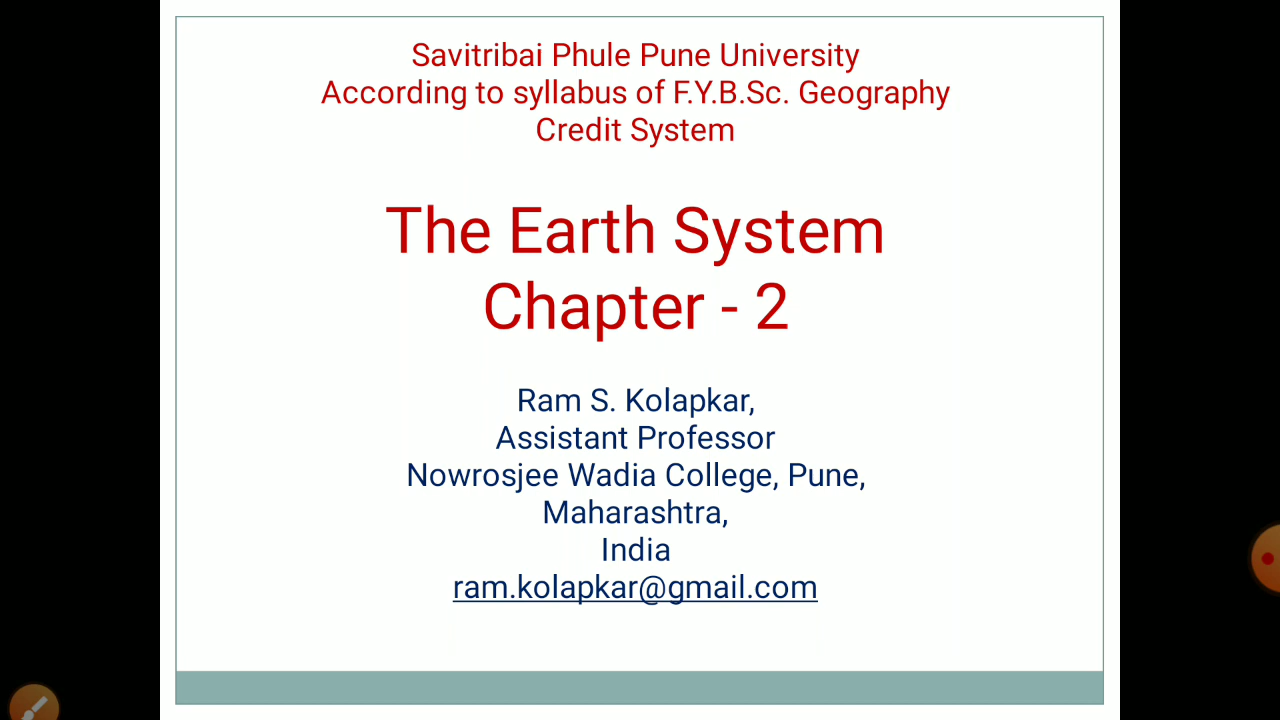 Savitribai Phule Pune University
According to syllabus of F.Y.B.Sc. Geography
Credit System
The Earth System
Chapter - 2
Ram S. Kolapkar,
Assistant Professor
Nowrosjee Wadia College, Pune,
Maharashtra,
India
ram.kolapkar@gmail.com